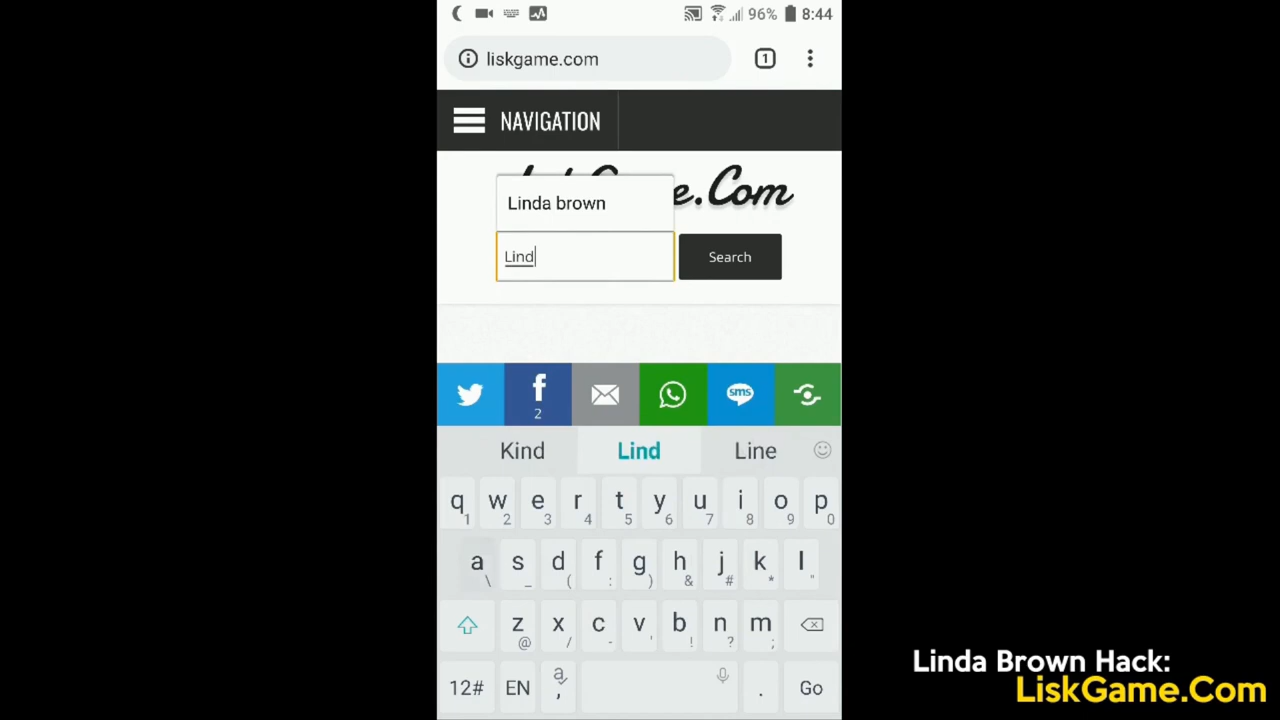 96% 8:44
liskgame.com 1
NAVIGATION
e.Com
Linda brown
Lind Search
2 sms
Kind Lind Line
q w e r t y u i o p
1 2 3 4 5 6 7 8 9 0
a s d f g h j k l
\ _ ( : ) & # * "
z x c v b n m
@ / - ' ! ? ;
12# EN , . Go
Linda Brown Hack:
LiskGame.Com